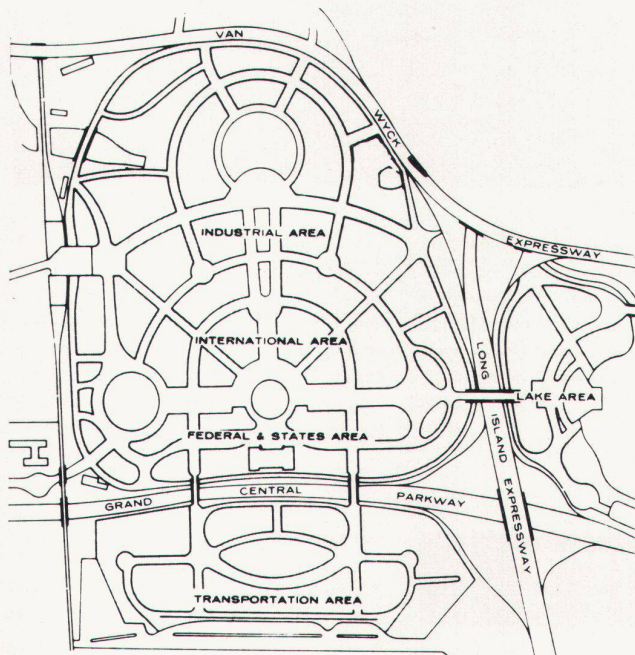 VAN
WYCK
EXPRESSWAY
INDUSTRIAL AREA
INTERNATIONAL AREA
LONG
ISLAND EXPRESSWAY
LAKE AREA
FEDERAL & STATES AREA
GRAND
CENTRAL
PARKWAY
TRANSPORTATION AREA